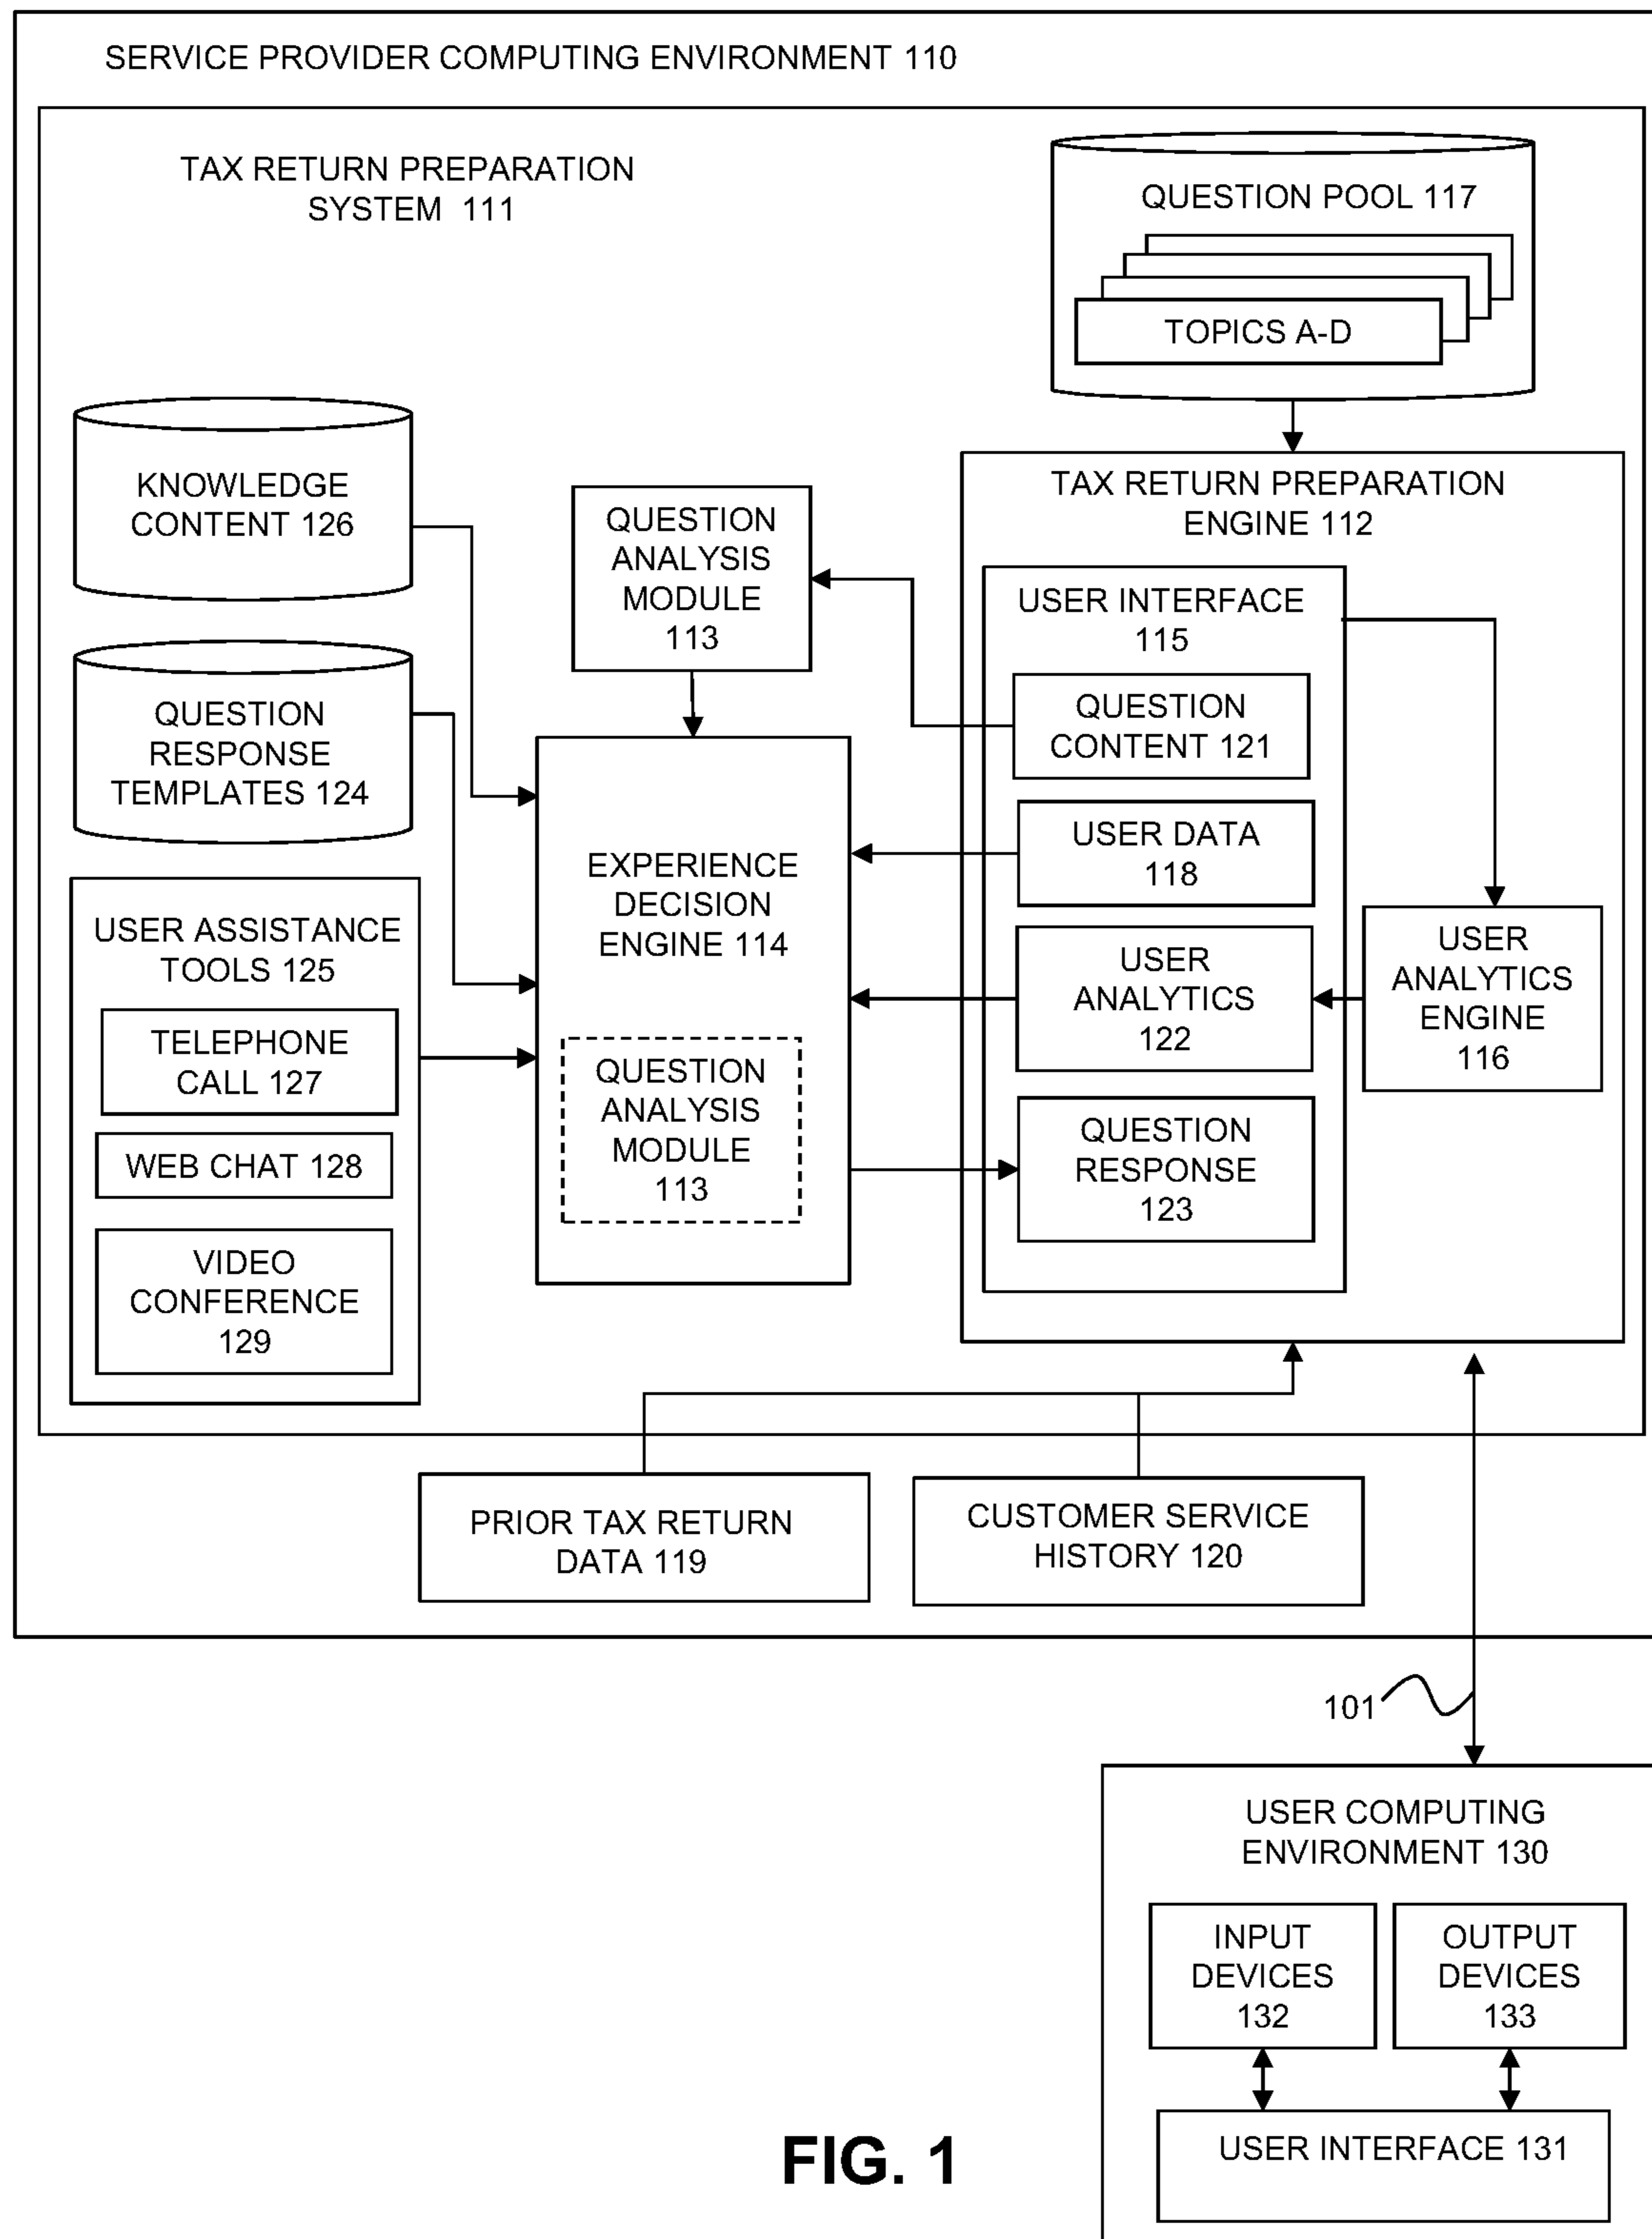 SERVICE PROVIDER COMPUTING ENVIRONMENT 110
TAX RETURN PREPARATION
SYSTEM 111
QUESTION POOL 117
TOPICS A-D
KNOWLEDGE
CONTENT 126
QUESTION
RESPONSE
TEMPLATES 124
USER ASSISTANCE
TOOLS 125
TELEPHONE
CALL 127
WEB CHAT 128
VIDEO
CONFERENCE
129
QUESTION
ANALYSIS
MODULE
113
EXPERIENCE
DECISION
ENGINE 114
QUESTION
ANALYSIS
MODULE
113
TAX RETURN PREPARATION
ENGINE 112
USER INTERFACE
115
QUESTION
CONTENT 121
USER DATA
118
USER
ANALYTICS
122
QUESTION
RESPONSE
123
USER
ANALYTICS
ENGINE
116
PRIOR TAX RETURN
DATA 119
CUSTOMER SERVICE
HISTORY 120
101
USER COMPUTING
ENVIRONMENT 130
INPUT
DEVICES
132
OUTPUT
DEVICES
133
USER INTERFACE 131
FIG. 1